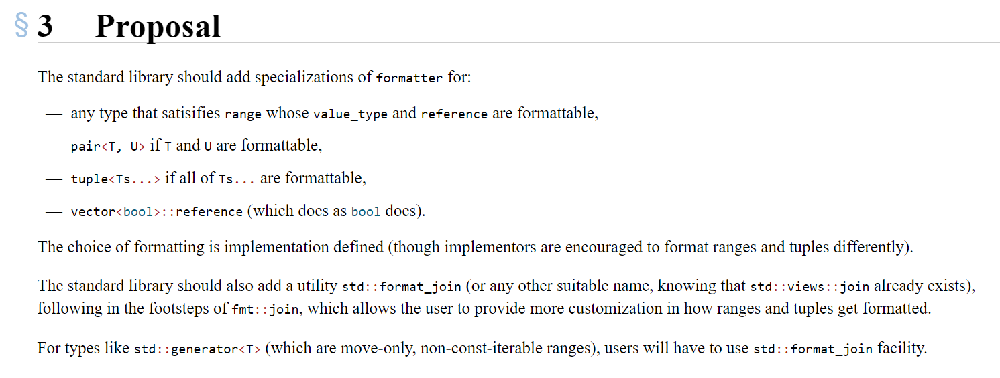 § 3 Proposal
The standard library should add specializations of formatter for:
— any type that satisifies range whose value_type and reference are formattable,
— pair<T, U> if T and U are formattable,
— tuple<Ts...> if all of Ts... are formattable,
— vector<bool>::reference (which does as bool does).
The choice of formatting is implementation defined (though implementors are encouraged to format ranges and tuples differently).
The standard library should also add a utility std::format_join (or any other suitable name, knowing that std::views::join already exists),
following in the footsteps of fmt::join, which allows the user to provide more customization in how ranges and tuples get formatted.
For types like std::generator<T> (which are move-only, non-const-iterable ranges), users will have to use std::format_join facility.